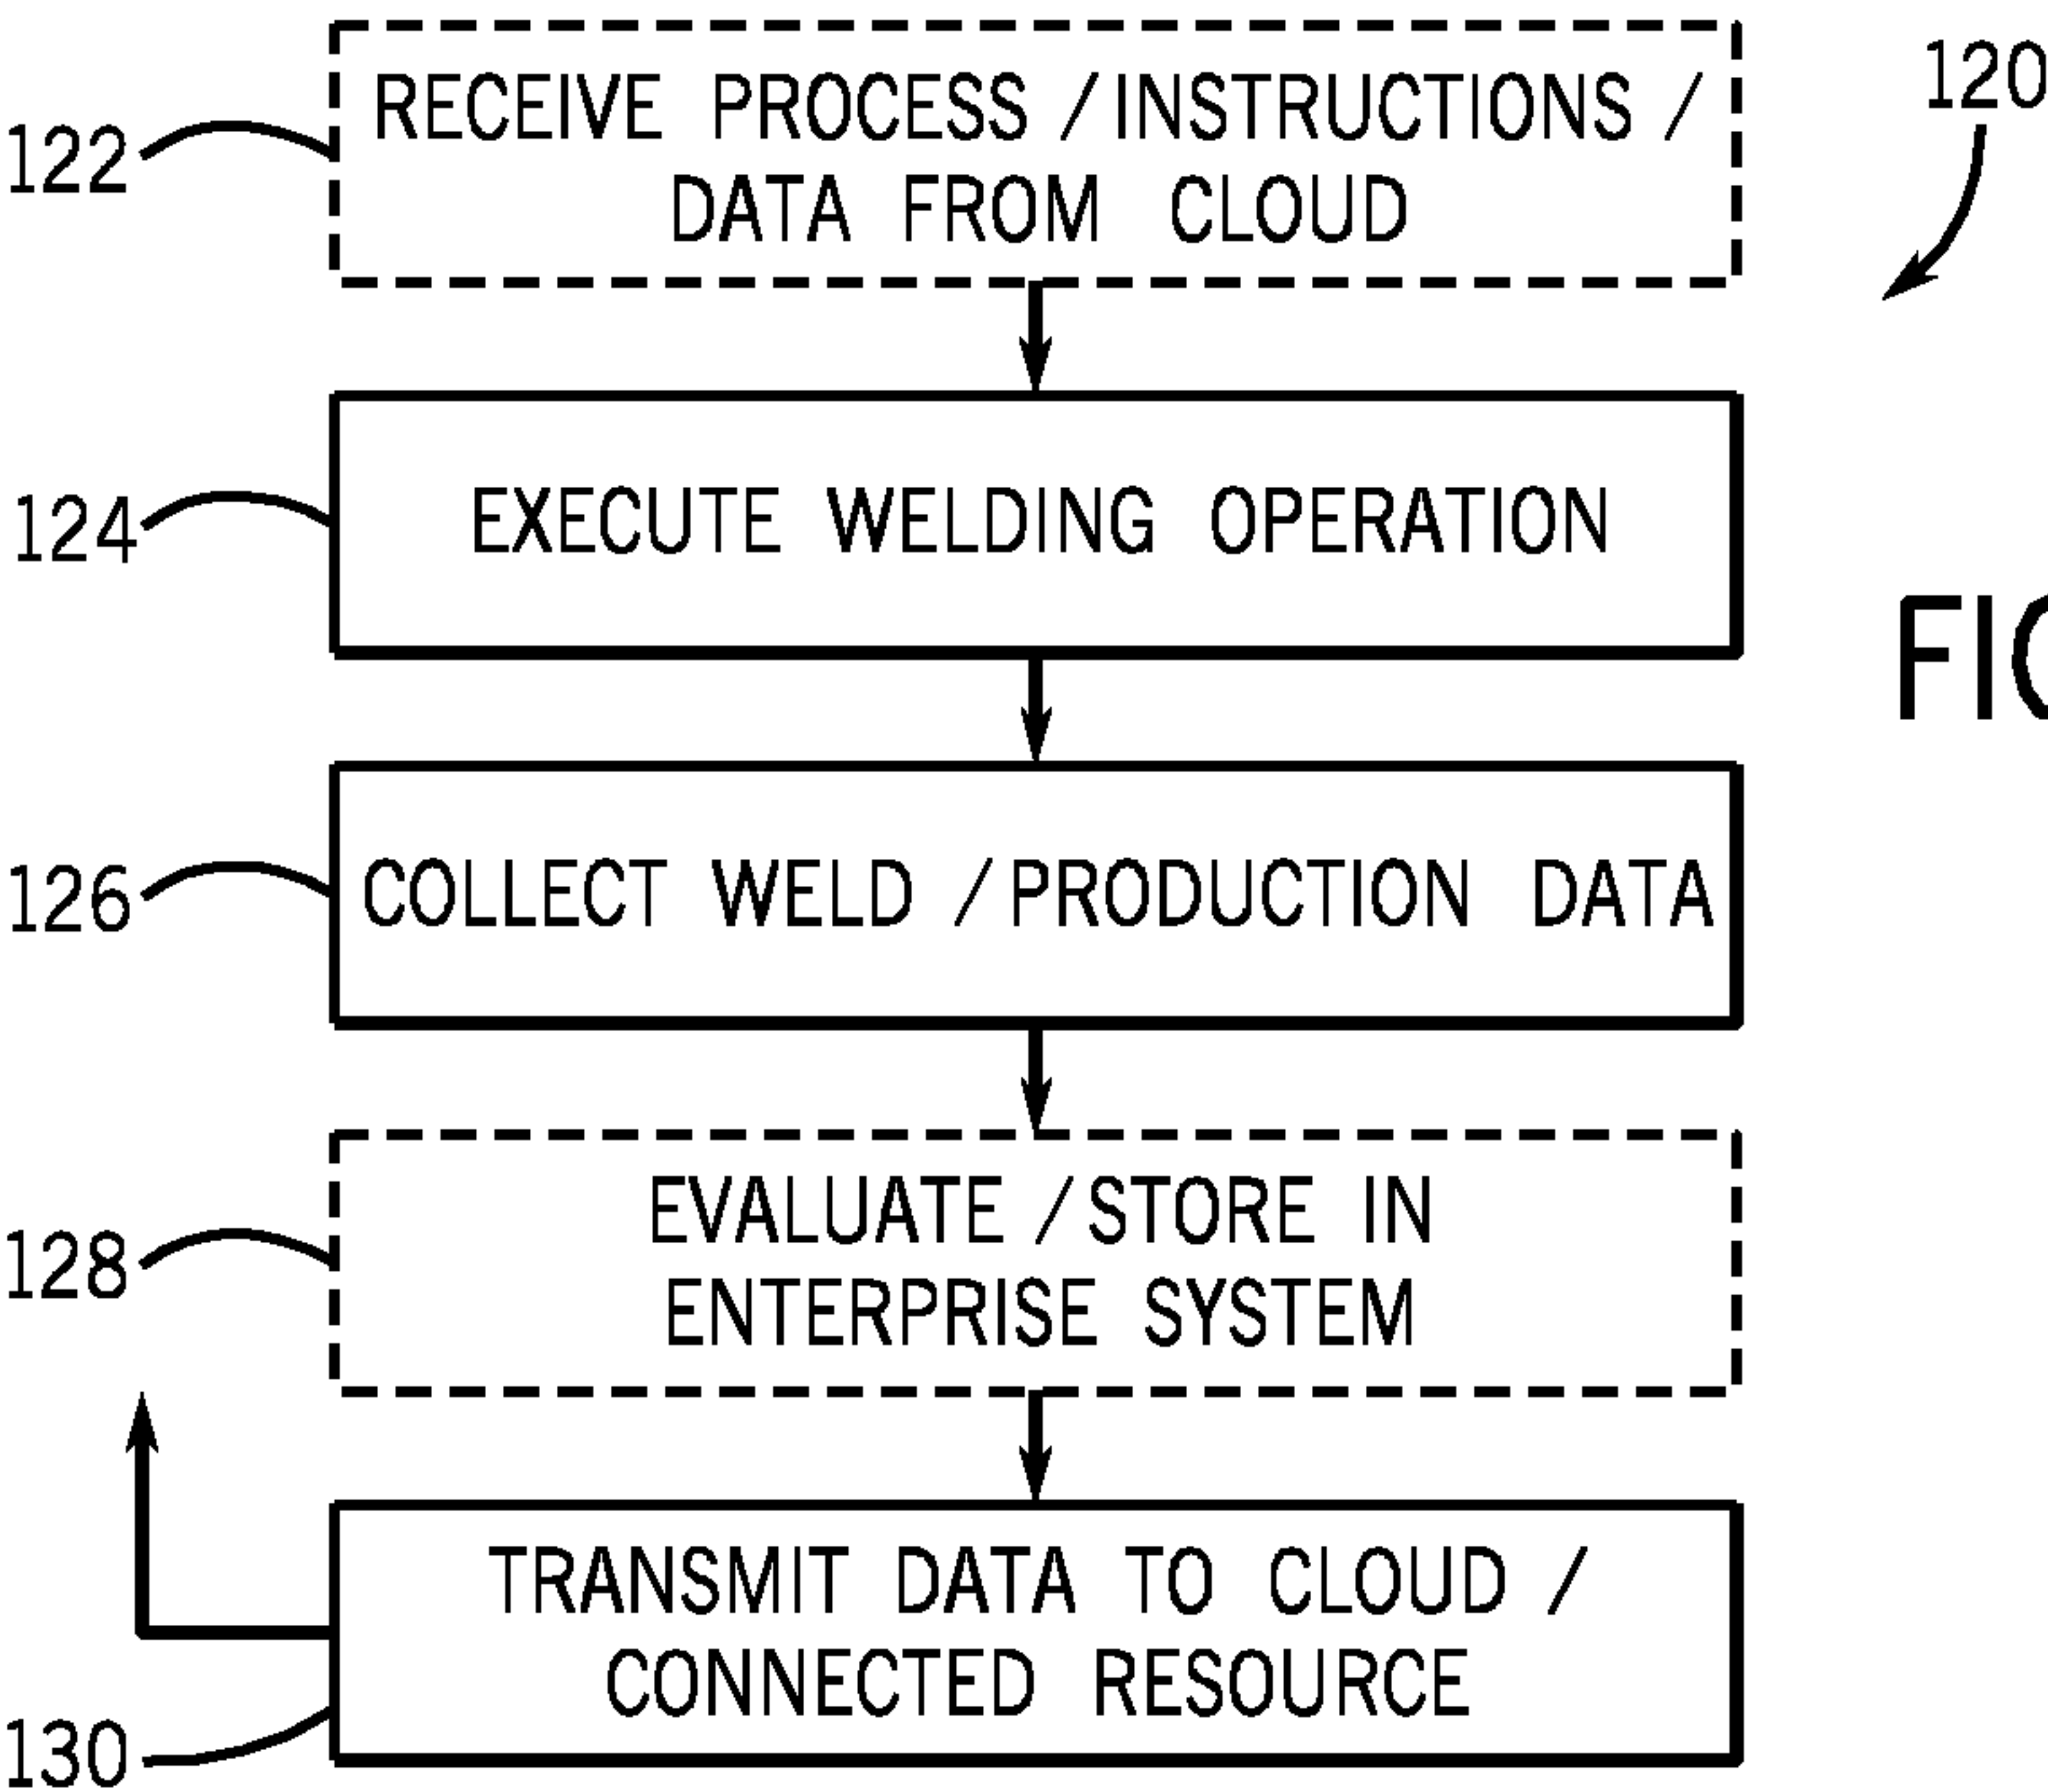 RECEIVE PROCESS /INSTRUCTIONS /
DATA FROM CLOUD
120
122
EXECUTE WELDING OPERATION
124
COLLECT WELD /PRODUCTION DATA
126
EVALUATE /STORE IN
ENTERPRISE SYSTEM
128
TRANSMIT DATA TO CLOUD /
CONNECTED RESOURCE
130